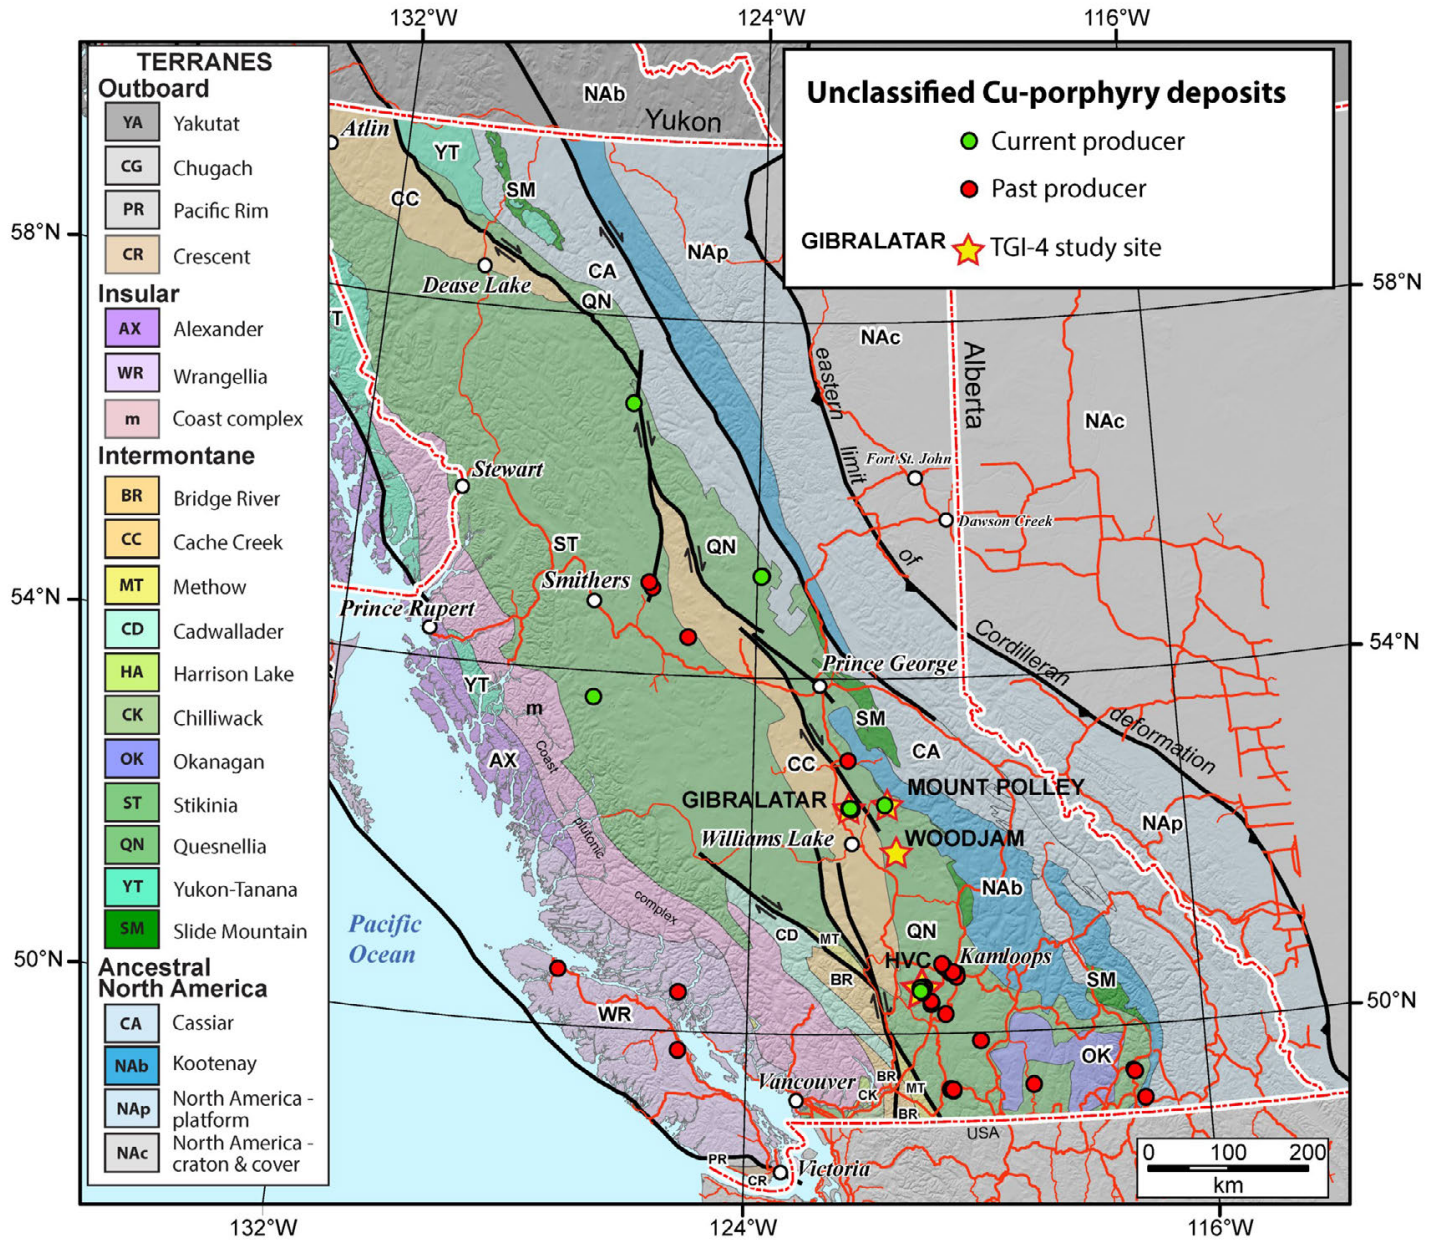 132°W
124°W
116°W
TERRANES
Outboard
YA Yakutat
CG Chugach
PR Pacific Rim
CR Crescent
Insular
AX Alexander
WR Wrangellia
m Coast complex
Intermontane
BR Bridge River
CC Cache Creek
MT Methow
CD Cadwallader
HA Harrison Lake
CK Chilliwack
OK Okanagan
ST Stikinia
QN Quesnellia
YT Yukon-Tanana
SM Slide Mountain
Ancestral
North America
CA Cassiar
NAb Kootenay
NAp North America -
platform
NAc North America -
craton & cover
Unclassified Cu-porphyry deposits
Current producer
Past producer
GIBRALATAR TGI-4 study site
NAb
Yukon
Atlin
YT
SM
CC
NAp
58°N
Dease Lake
CA
QN
58°N
T
NAc
eastern
limit
of
Cordilleran
deformation
Alberta
NAc
Stewart
Fort St. John
Dawson Creek
ST
QN
Smithers
54°N
Prince Rupert
54°N
Prince George
YT
m
SM
CA
AX
Coast
plutonic
complex
CC
MOUNT POLLEY
GIBRALATAR
NAp
Williams Lake
WOODJAM
NAb
Pacific
Ocean
CD
MT
QN
HVC
Kamloops
50°N
BR
SM
50°N
WR
OK
Vancouver
BR
MT
CK
BR
USA
PR
CR
Victoria
0 100 200
km
132°W
124°W
116°W